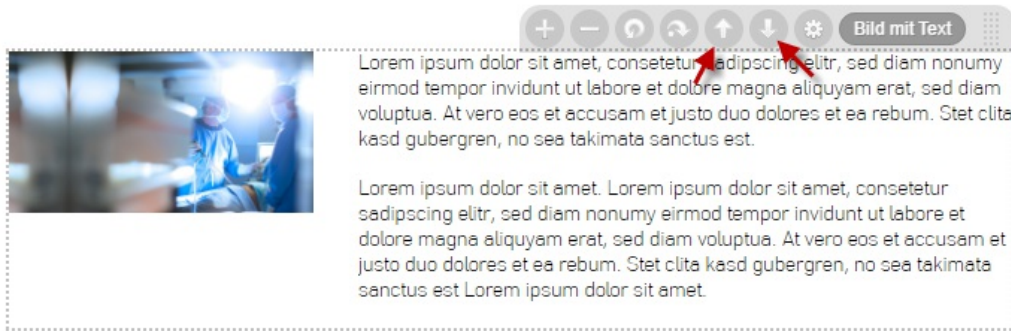 Bild mit Text
Lorem ipsum dolor sit amet, consetetur sadipscing elitr, sed diam nonumy
eirmod tempor invidunt ut labore et dolore magna aliquyam erat, sed diam
voluptua. At vero eos et accusam et justo duo dolores et ea rebum. Stet clita
kasd gubergren, no sea takimata sanctus est.
Lorem ipsum dolor sit amet. Lorem ipsum dolor sit amet, consetetur
sadipscing elitr, sed diam nonumy eirmod tempor invidunt ut labore et
dolore magna aliquyam erat, sed diam voluptua. At vero eos et accusam et
justo duo dolores et ea rebum. Stet clita kasd gubergren, no sea takimata
sanctus est Lorem ipsum dolor sit amet.